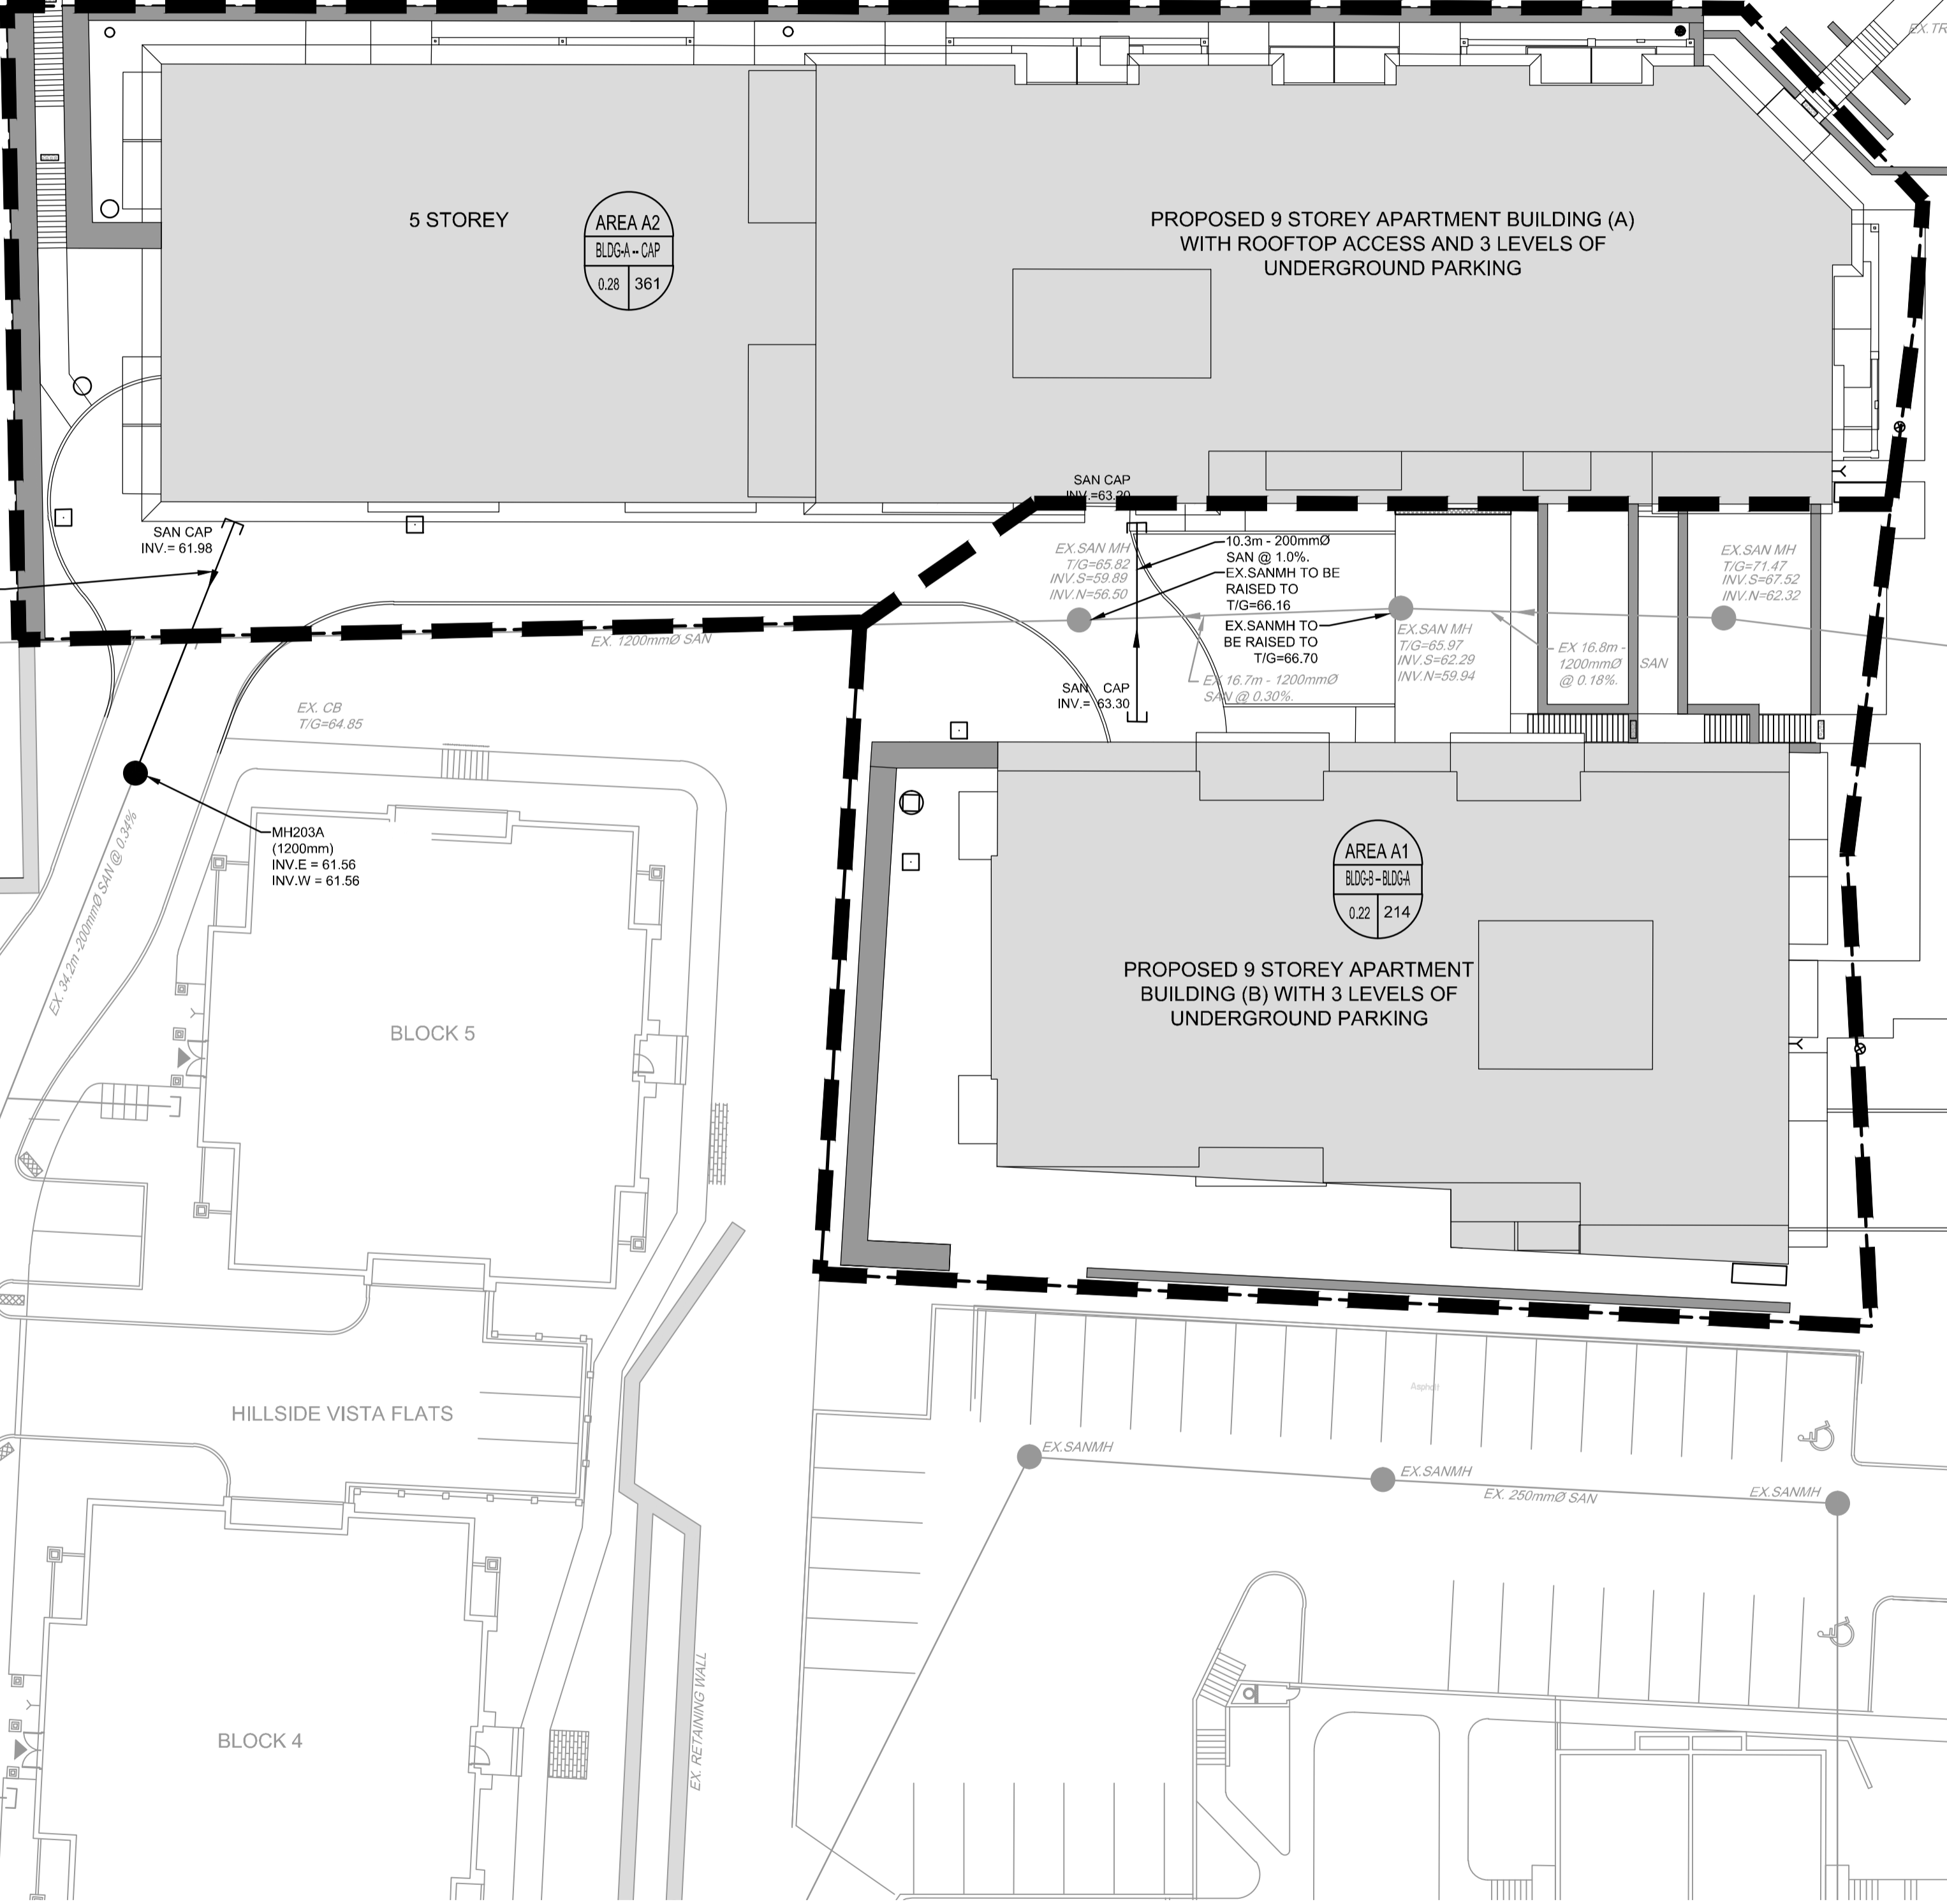 EX.TR
5 STOREY
AREA A2
BLDG-A -- CAP
0.28 361
PROPOSED 9 STOREY APARTMENT BUILDING (A)
WITH ROOFTOP ACCESS AND 3 LEVELS OF
UNDERGROUND PARKING
SAN CAP
INV.=63.20
SAN CAP
INV.= 61.98
EX.SAN MH
T/G=65.82
INV.S=59.89
INV.N=56.50
10.3m - 200mmØ
SAN @ 1.0%.
EX.SANMH TO BE
RAISED TO
T/G=66.16
EX.SANMH TO
BE RAISED TO
T/G=66.70
EX.SAN MH
T/G=65.97
INV.S=62.29
INV.N=59.94
EX.SAN MH
T/G=71.47
INV.S=67.52
INV.N=62.32
EX. 1200mmØ SAN
EX 16.8m -
1200mmØ
@ 0.18%.
SAN
EX 16.7m - 1200mmØ
SAN @ 0.30%.
SAN CAP
INV.= 63.30
EX. CB
T/G=64.85
MH203A
(1200mm)
INV.E = 61.56
INV.W = 61.56
EX. 34.2m -200mmØ SAN @ 0.34%
AREA A1
BLDG-B -- BLDG-A
0.22 214
PROPOSED 9 STOREY APARTMENT
BUILDING (B) WITH 3 LEVELS OF
UNDERGROUND PARKING
BLOCK 5
HILLSIDE VISTA FLATS
Asphalt
EX.SANMH
EX.SANMH
EX. 250mmØ SAN
EX.SANMH
EX. RETAINING WALL
BLOCK 4